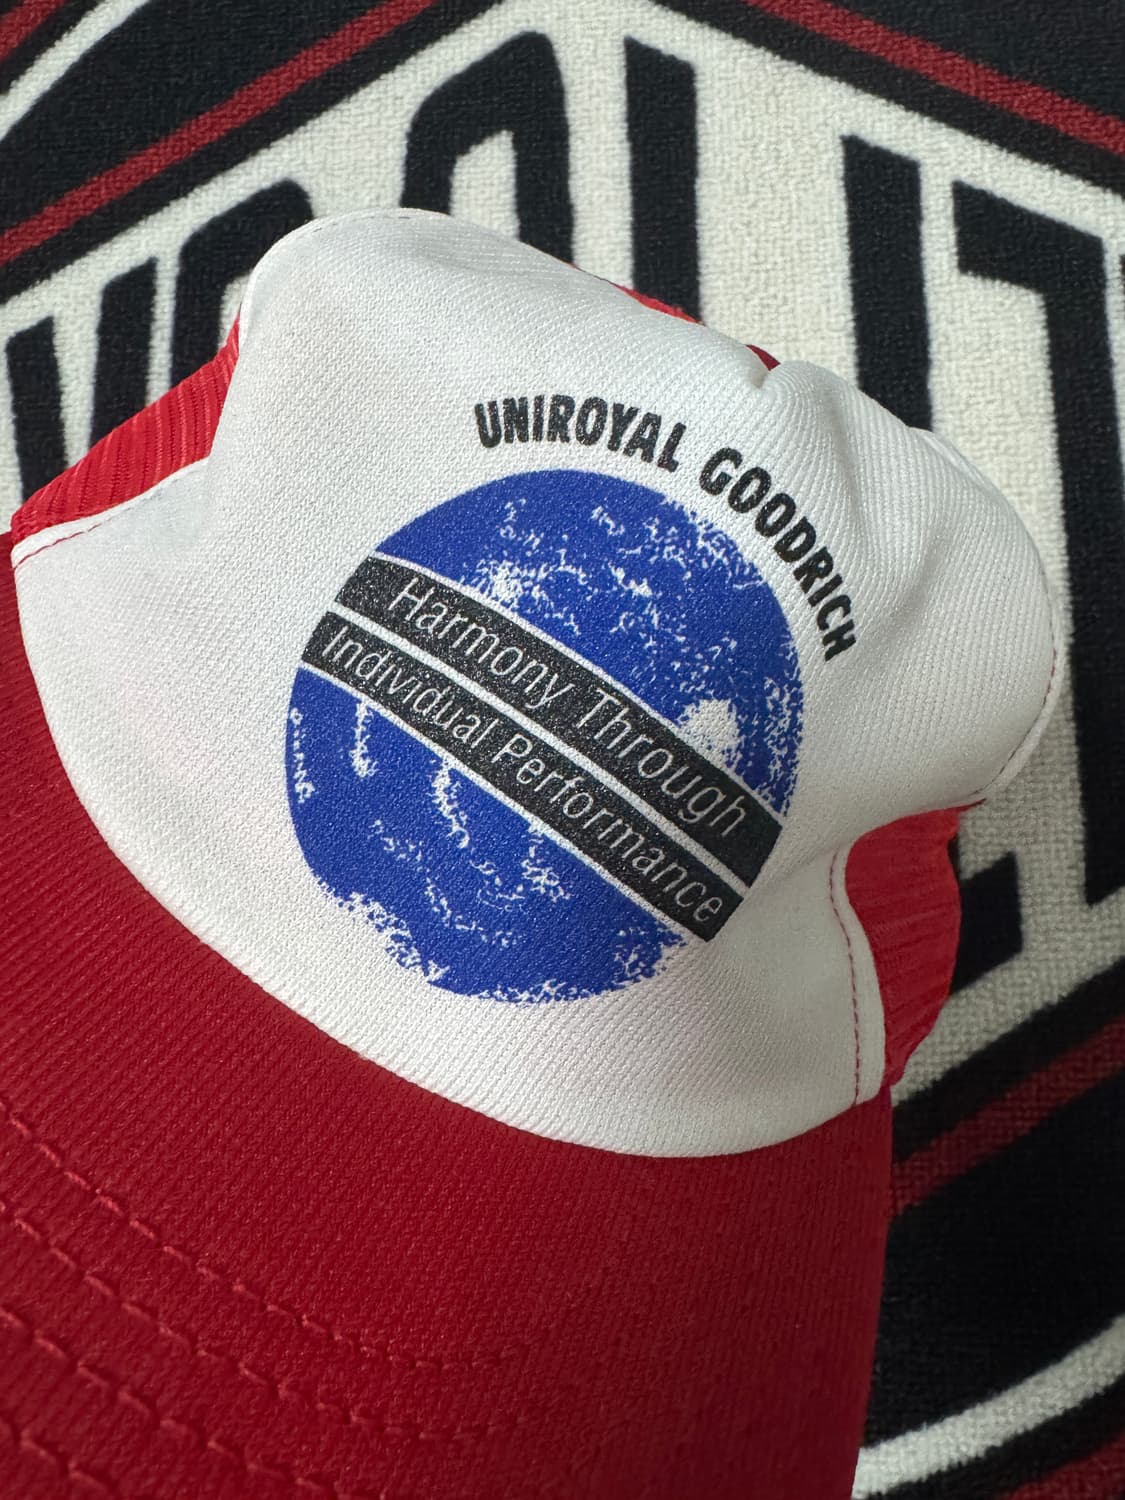 UNIROYAL GOODRICH
Harmony Through
Individual Performance